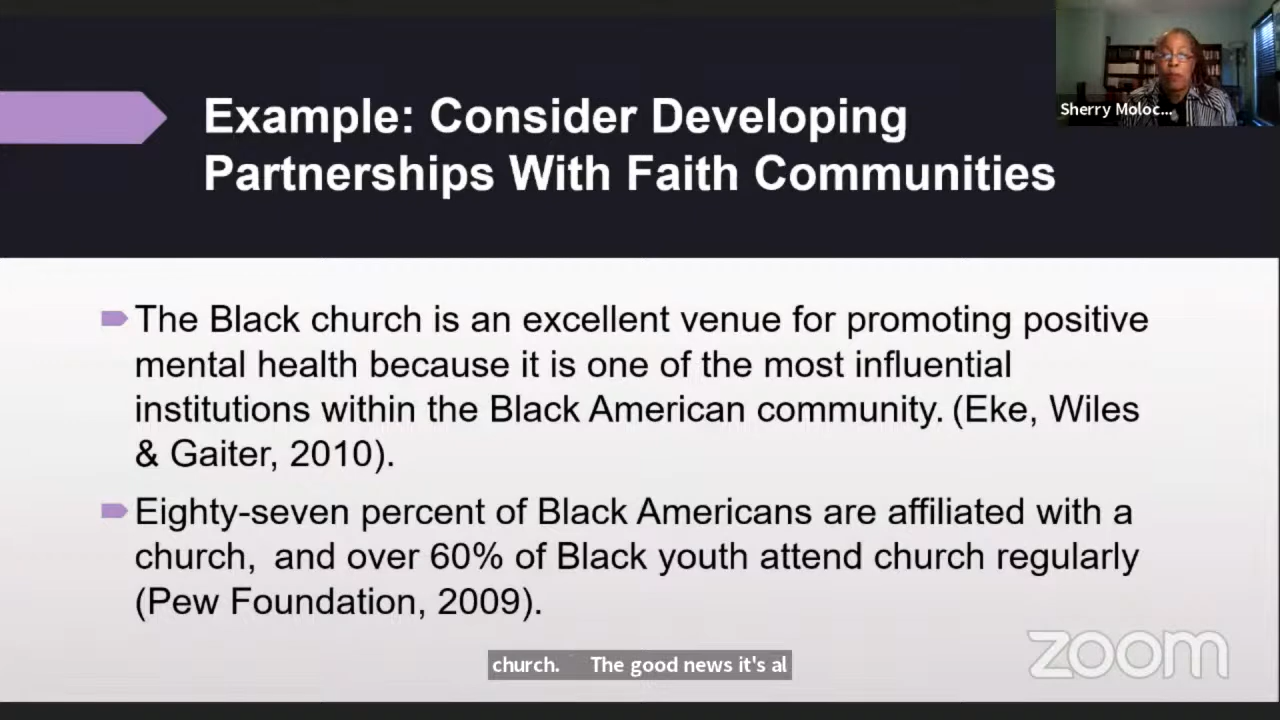 Sherry Moloc...
Example: Consider Developing
Partnerships With Faith Communities
The Black church is an excellent venue for promoting positive
mental health because it is one of the most influential
institutions within the Black American community. (Eke, Wiles
& Gaiter, 2010).
Eighty-seven percent of Black Americans are affiliated with a
church, and over 60% of Black youth attend church regularly
(Pew Foundation, 2009).
church. The good news it's al
zoom